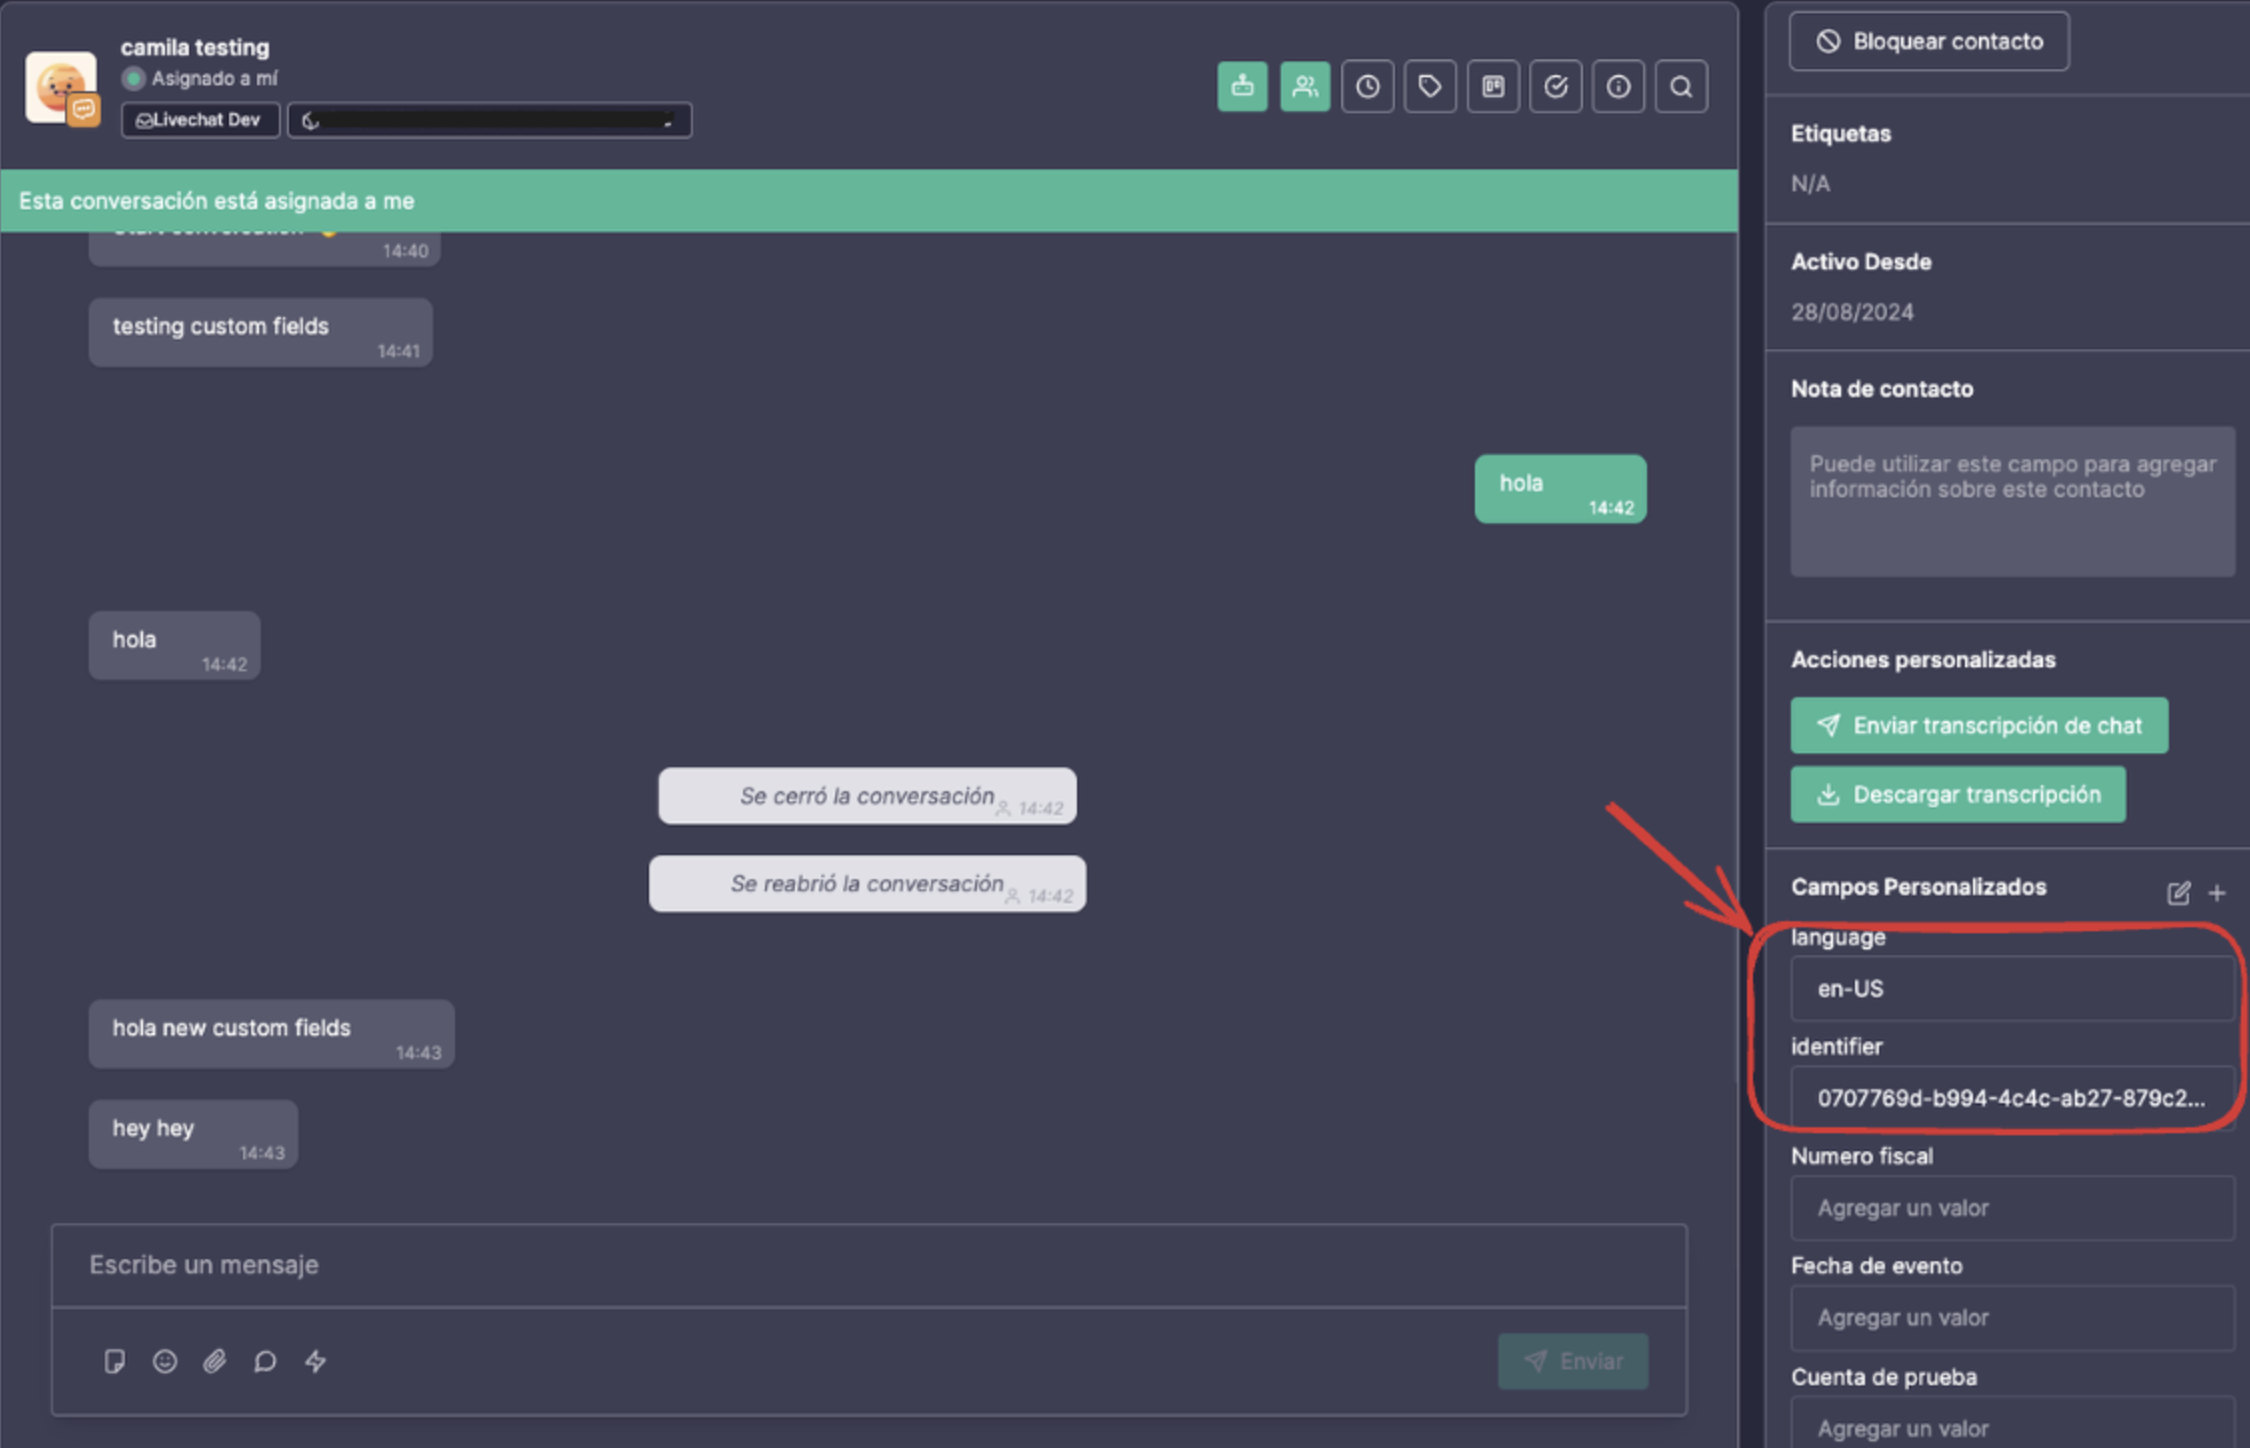 camila testing
Asignado a mí
Livechat Dev
Esta conversación está asignada a me
14:40
testing custom fields
14:41
hola
14:42
hola
14:42
Se cerró la conversación
14:42
Se reabrió la conversación
14:42
hola new custom fields
14:43
hey hey
14:43
Escribe un mensaje
Enviar
Bloquear contacto
Etiquetas
N/A
Activo Desde
28/08/2024
Nota de contacto
Puede utilizar este campo para agregar
información sobre este contacto
Acciones personalizadas
Enviar transcripción de chat
Descargar transcripción
Campos Personalizados
language
en-US
identifier
0707769d-b994-4c4c-ab27-879c2...
Numero fiscal
Agregar un valor
Fecha de evento
Agregar un valor
Cuenta de prueba
Agregar un valor